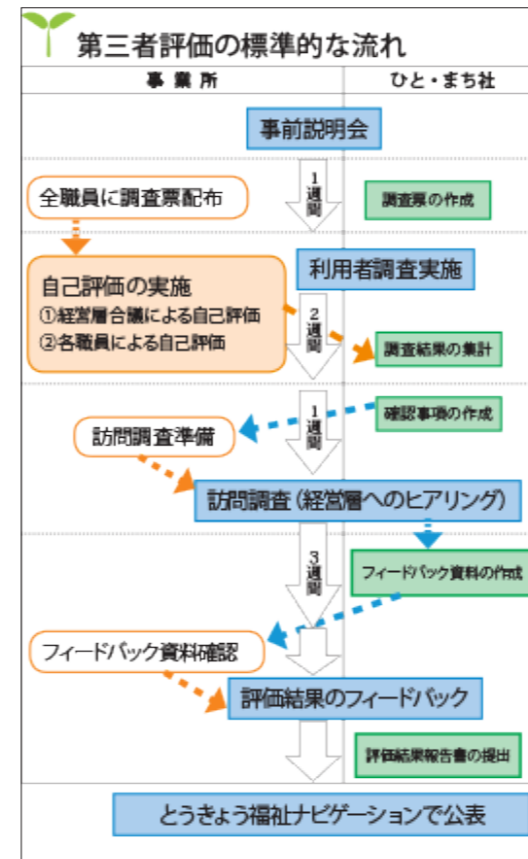 第三者評価の標準的な流れ
事業所
ひと・まち社
事前説明会
1週間
全職員に調査票配布
調査票の作成
利用者調査実施
自己評価の実施
①経営層合議による自己評価
②各職員による自己評価
2週間
調査結果の集計
1週間
確認事項の作成
訪問調査準備
訪問調査(経営層へのヒアリング)
3週間
フィードバック資料の作成
フィードバック資料確認
評価結果のフィードバック
評価結果報告書の提出
とうきょう福祉ナビゲーションで公表